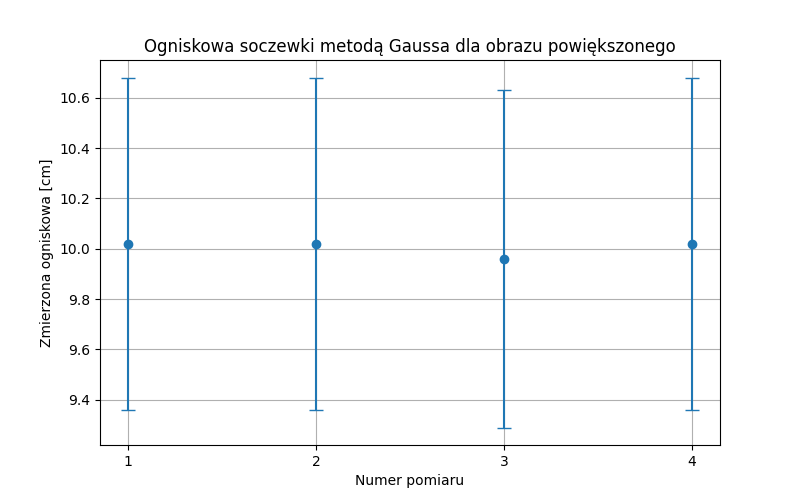 Ogniskowa soczewki metodą Gaussa dla obrazu powiększonego
Zmierzona ogniskowa [cm]
10.6
10.4
10.2
10.0
9.8
9.6
9.4
1 2 3 4
Numer pomiaru